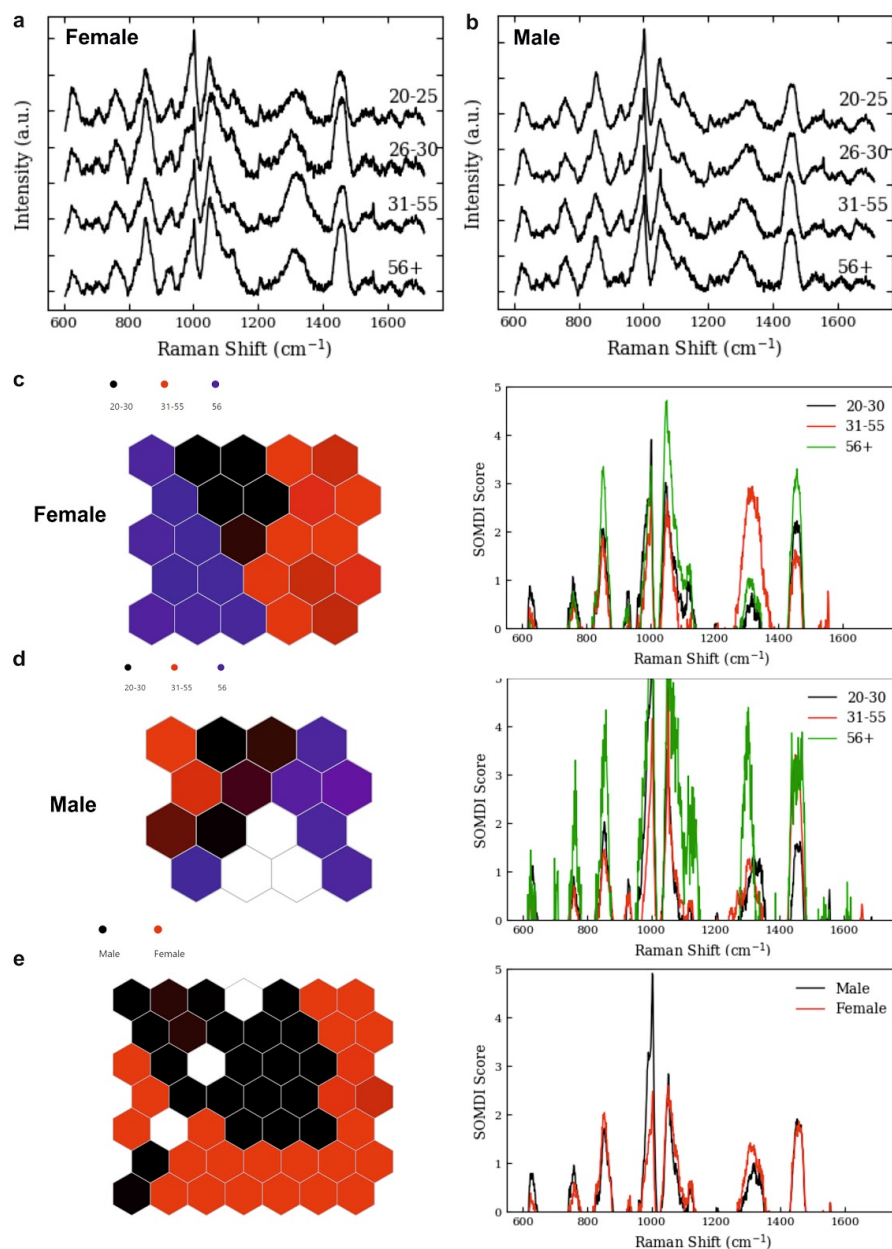 a
Female
20-25
26-30
31-55
56+
Intensity (a.u.)
600 800 1000 1200 1400 1600
Raman Shift (cm⁻¹)
b
Male
20-25
26-30
31-55
56+
Intensity (a.u.)
600 800 1000 1200 1400 1600
Raman Shift (cm⁻¹)
c
20-30 31-55 56
Female
5
4
3
2
1
0
SOMDI Score
20-30
31-55
56+
600 800 1000 1200 1400 1600
Raman Shift (cm⁻¹)
d
20-30 31-55 56
Male
5
4
3
2
1
0
SOMDI Score
20-30
31-55
56+
600 800 1000 1200 1400 1600
Raman Shift (cm⁻¹)
e
Male Female
5
4
3
2
1
0
SOMDI Score
Male
Female
600 800 1000 1200 1400 1600
Raman Shift (cm⁻¹)